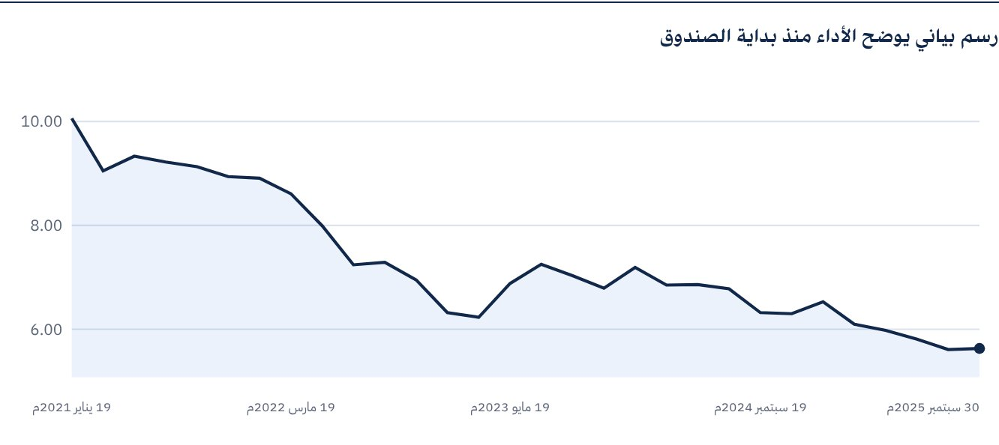 رسم بياني يوضح الأداء منذ بداية الصندوق
10.00
8.00
6.00
19 يناير 2021م
19 مارس 2022م
19 مايو 2023م
19 سبتمبر 2024م
30 سبتمبر 2025م